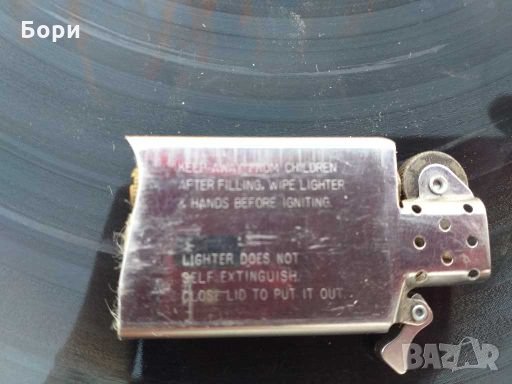 Бори
KEEP AWAY FROM CHILDREN
AFTER FILLING, WIPE LIGHTER
& HANDS BEFORE IGNITING.
LIGHTER DOES NOT
SELF EXTINGUISH.
CLOSE LID TO PUT IT OUT.
BAZAR